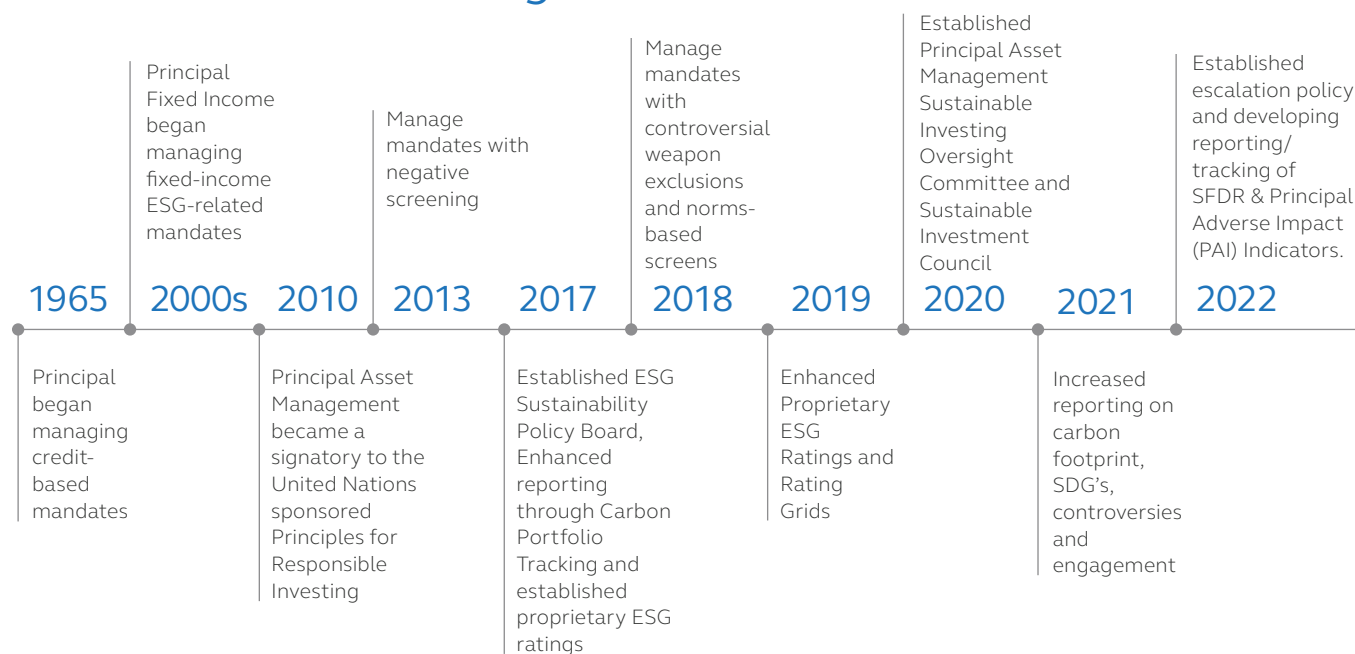 Principal
Fixed Income
began
managing
fixed-income
ESG-related
mandates
Manage
mandates with
negative
screening
Manage
mandates
with
controversial
weapon
exclusions
and norms-
based
screens
Established
Principal Asset
Management
Sustainable
Investing
Oversight
Committee and
Sustainable
Investment
Council
Established
escalation policy
and developing
reporting/
tracking of
SFDR & Principal
Adverse Impact
(PAI) Indicators.
1965 2000s 2010 2013 2017 2018 2019 2020 2021 2022
Principal
began
managing
credit-
based
mandates
Principal Asset
Management
became a
signatory to the
United Nations
sponsored
Principles for
Responsible
Investing
Established ESG
Sustainability
Policy Board,
Enhanced
reporting
through Carbon
Portfolio
Tracking and
established
proprietary ESG
ratings
Enhanced
Proprietary
ESG
Ratings and
Rating
Grids
Increased
reporting on
carbon
footprint,
SDG's,
controversies
and
engagement